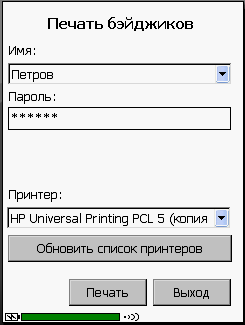 Печать бэйджиков
Имя:
Петров
Пароль:
******
Принтер:
HP Universal Printing PCL 5 (копия
Обновить список принтеров
Печать Выход